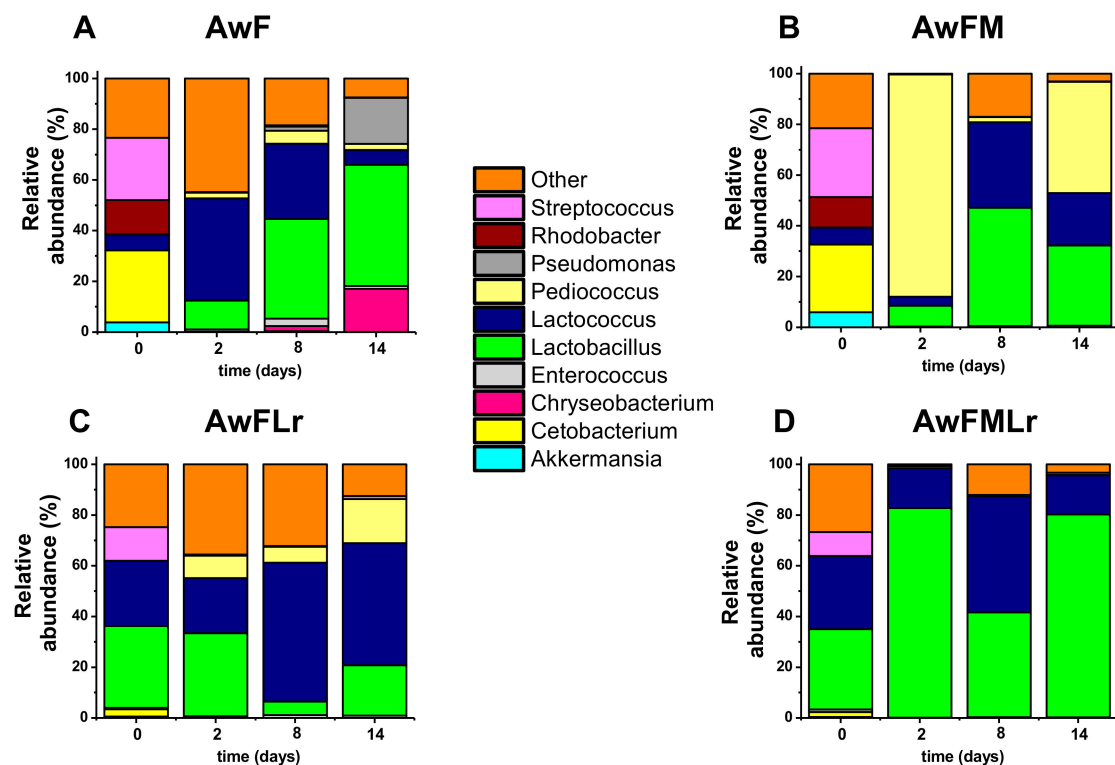 A
AwF
Relative
abundance (%)
100
80
60
40
20
0
0
2
8
14
time (days)
B
AwFM
Relative
abundance (%)
100
80
60
40
20
0
0
2
8
14
time (days)
Other
Streptococcus
Rhodobacter
Pseudomonas
Pediococcus
Lactococcus
Lactobacillus
Enterococcus
Chryseobacterium
Cetobacterium
Akkermansia
C
AwFLr
Relative
abundance (%)
100
80
60
40
20
0
0
2
8
14
time (days)
D
AwFMLr
Relative
abundance (%)
100
80
60
40
20
0
0
2
8
14
time (days)